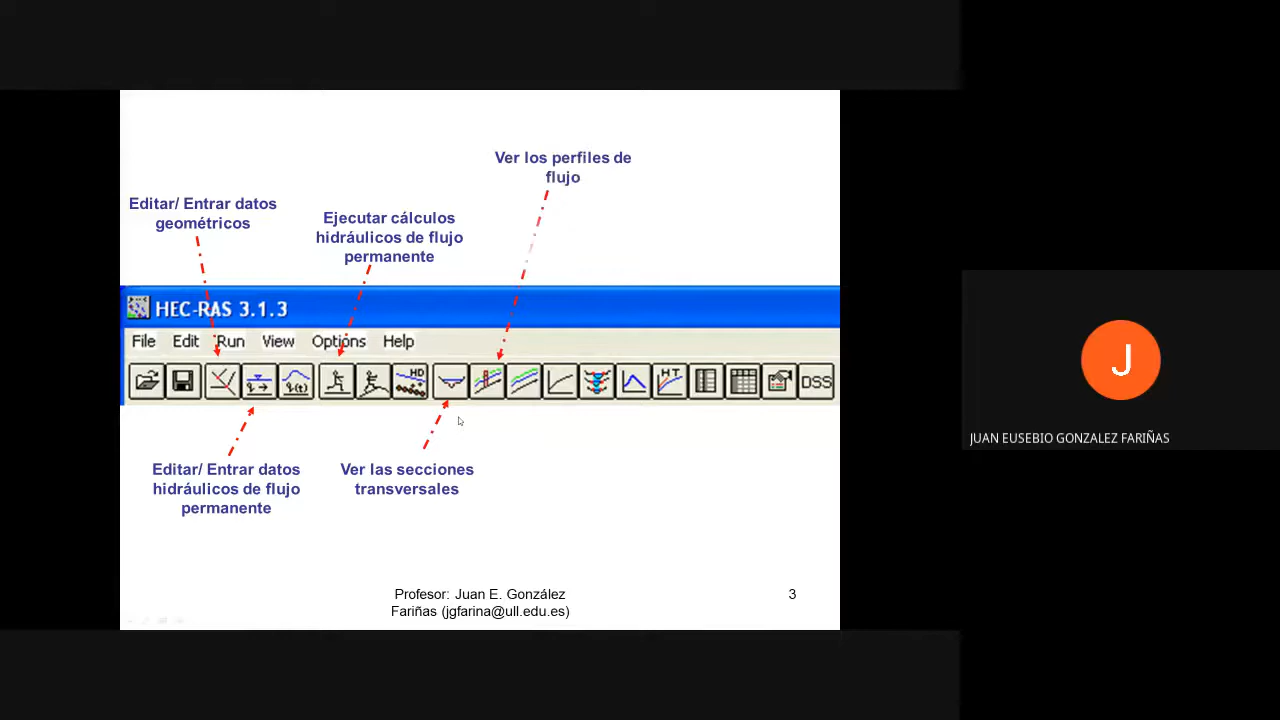 Ver los perfiles de
flujo
Editar/ Entrar datos
geométricos
Ejecutar cálculos
hidráulicos de flujo
permanente
HEC-RAS 3.1.3
File Edit Run View Options Help
q(t) HD HT DSS
Editar/ Entrar datos
hidráulicos de flujo
permanente
Ver las secciones
transversales
Profesor: Juan E. González
Fariñas (jgfarina@ull.edu.es)
3
J
JUAN EUSEBIO GONZALEZ FARIÑAS